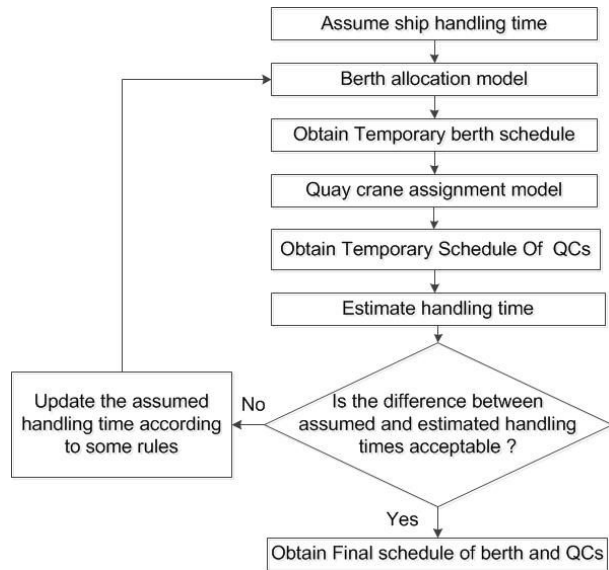 Assume ship handling time
Berth allocation model
Obtain Temporary berth schedule
Quay crane assignment model
Obtain Temporary Schedule Of QCs
Estimate handling time
Is the difference between
assumed and estimated handling
times acceptable ?
No
Update the assumed
handling time according
to some rules
Yes
Obtain Final schedule of berth and QCs